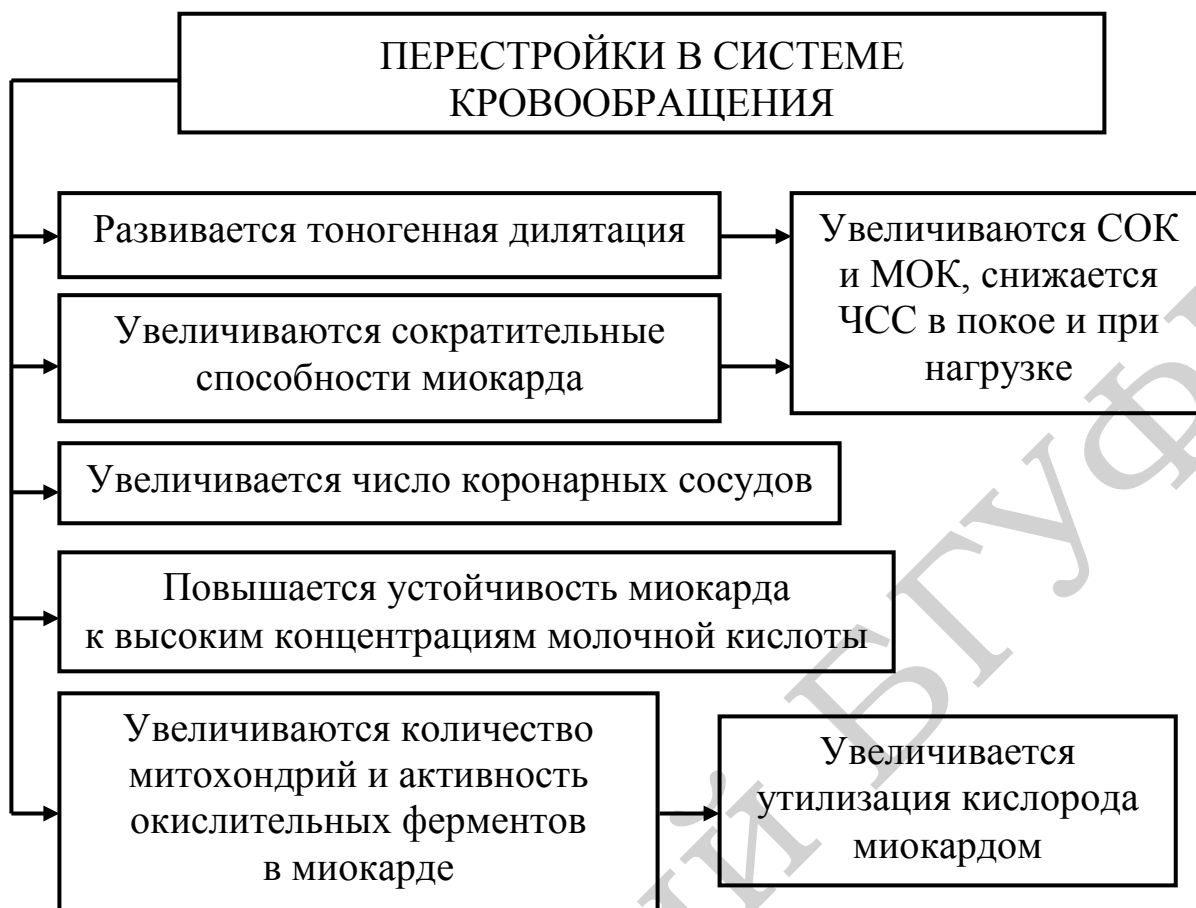 ПЕРЕСТРОЙКИ В СИСТЕМЕ
КРОВООБРАЩЕНИЯ
Развивается тоногенная дилятация
Увеличиваются СОК
и МОК, снижается
ЧСС в покое и при
нагрузке
Увеличиваются сократительные
способности миокарда
Увеличивается число коронарных сосудов
Повышается устойчивость миокарда
к высоким концентрациям молочной кислоты
Увеличиваются количество
митохондрий и активность
окислительных ферментов
в миокарде
Увеличивается
утилизация кислорода
миокардом